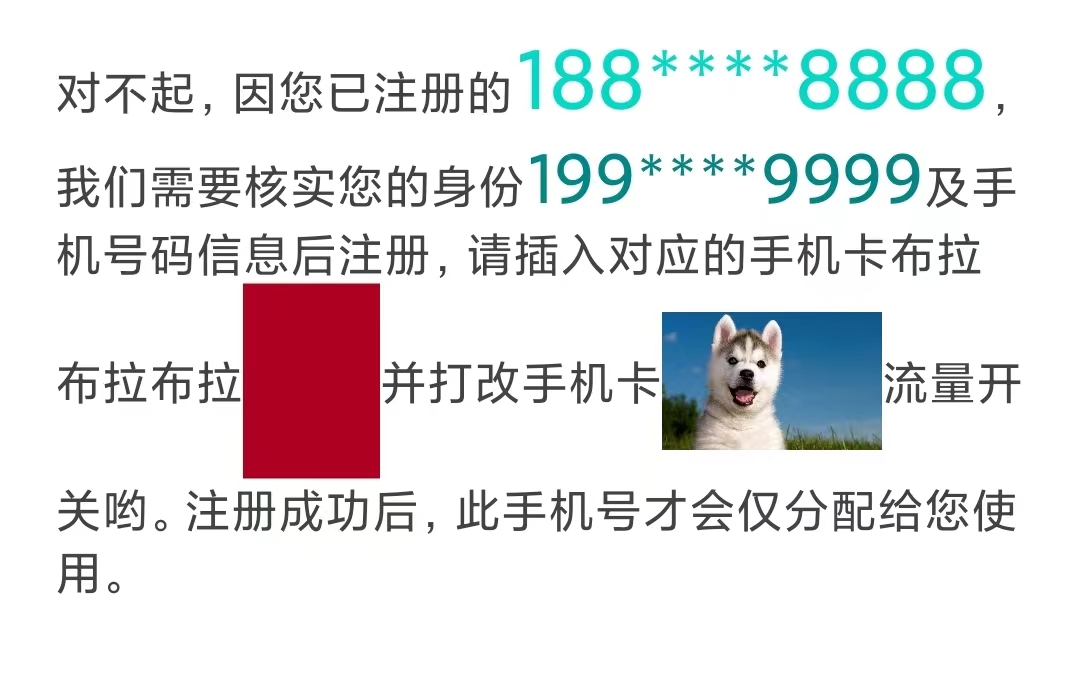 对不起，因您已注册的188****8888，
我们需要核实您的身份199****9999及手
机号码信息后注册，请插入对应的手机卡布拉
布拉布拉并打改手机卡流量开
关哟。注册成功后，此手机号才会仅分配给您使
用。